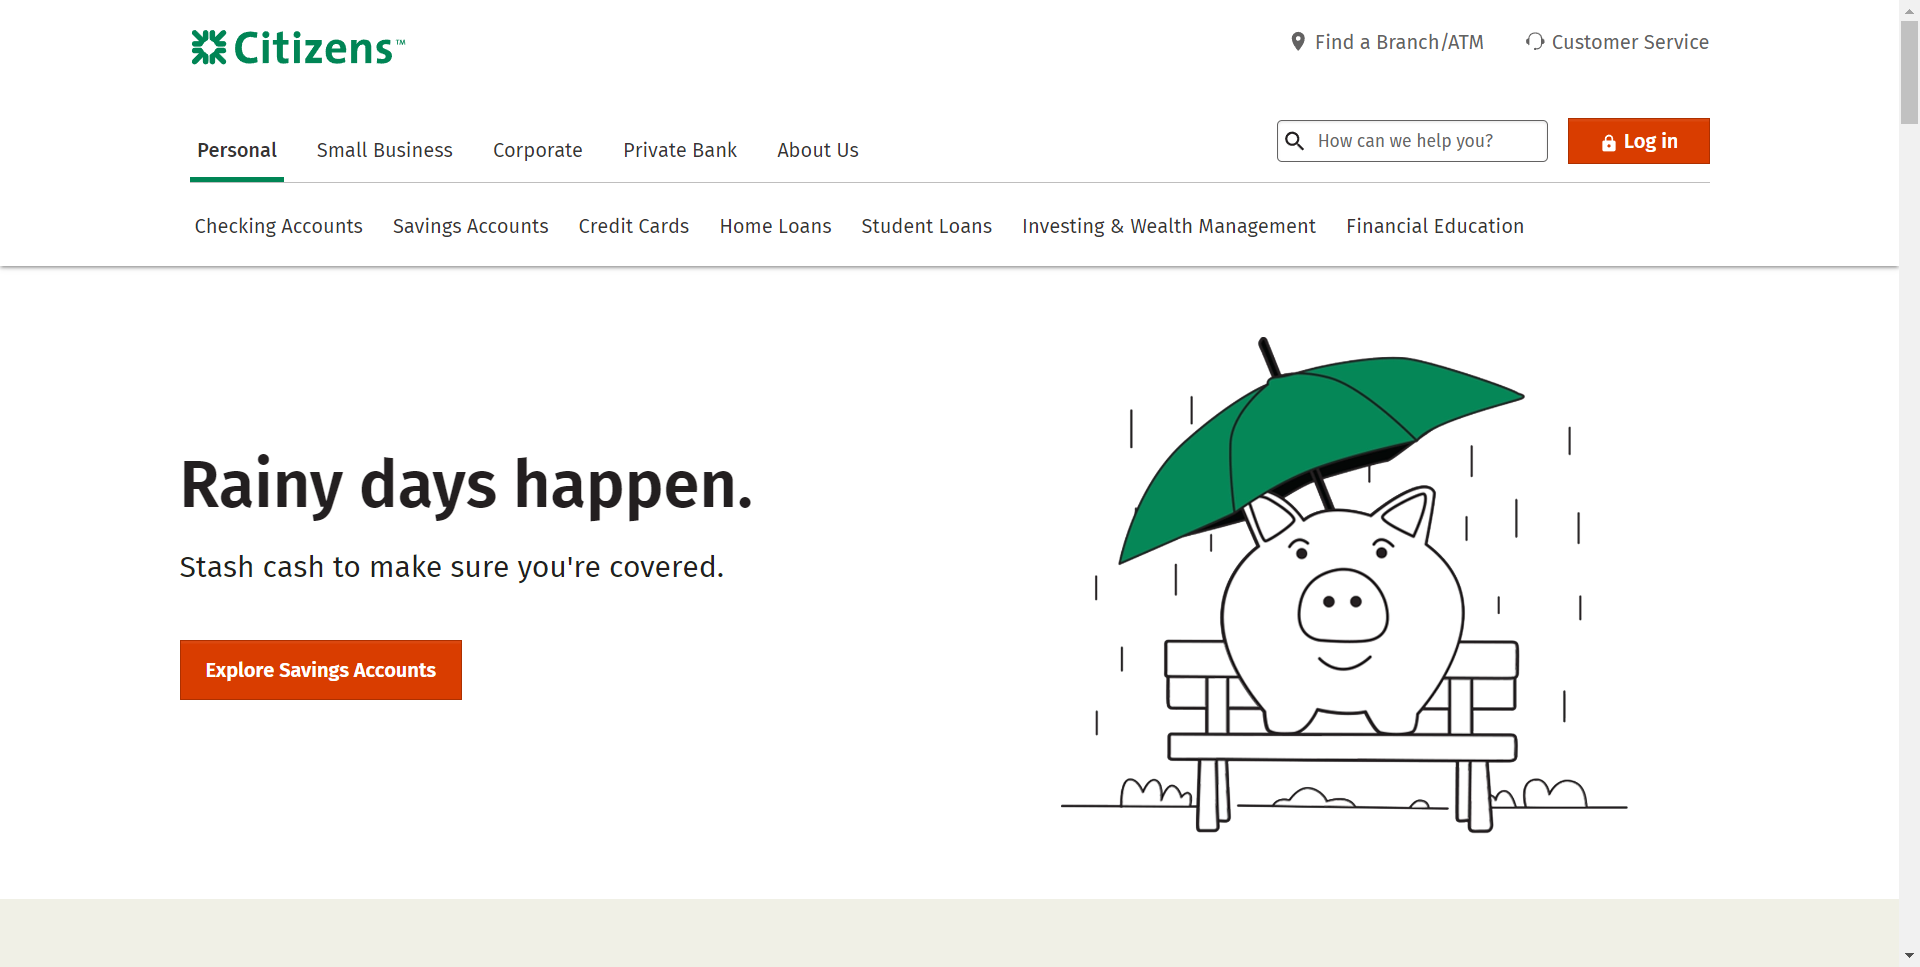 Citizens™
Find a Branch/ATM
Customer Service
Personal
Small Business
Corporate
Private Bank
About Us
How can we help you?
Log in
Checking Accounts
Savings Accounts
Credit Cards
Home Loans
Student Loans
Investing & Wealth Management
Financial Education
Rainy days happen.
Stash cash to make sure you're covered.
Explore Savings Accounts